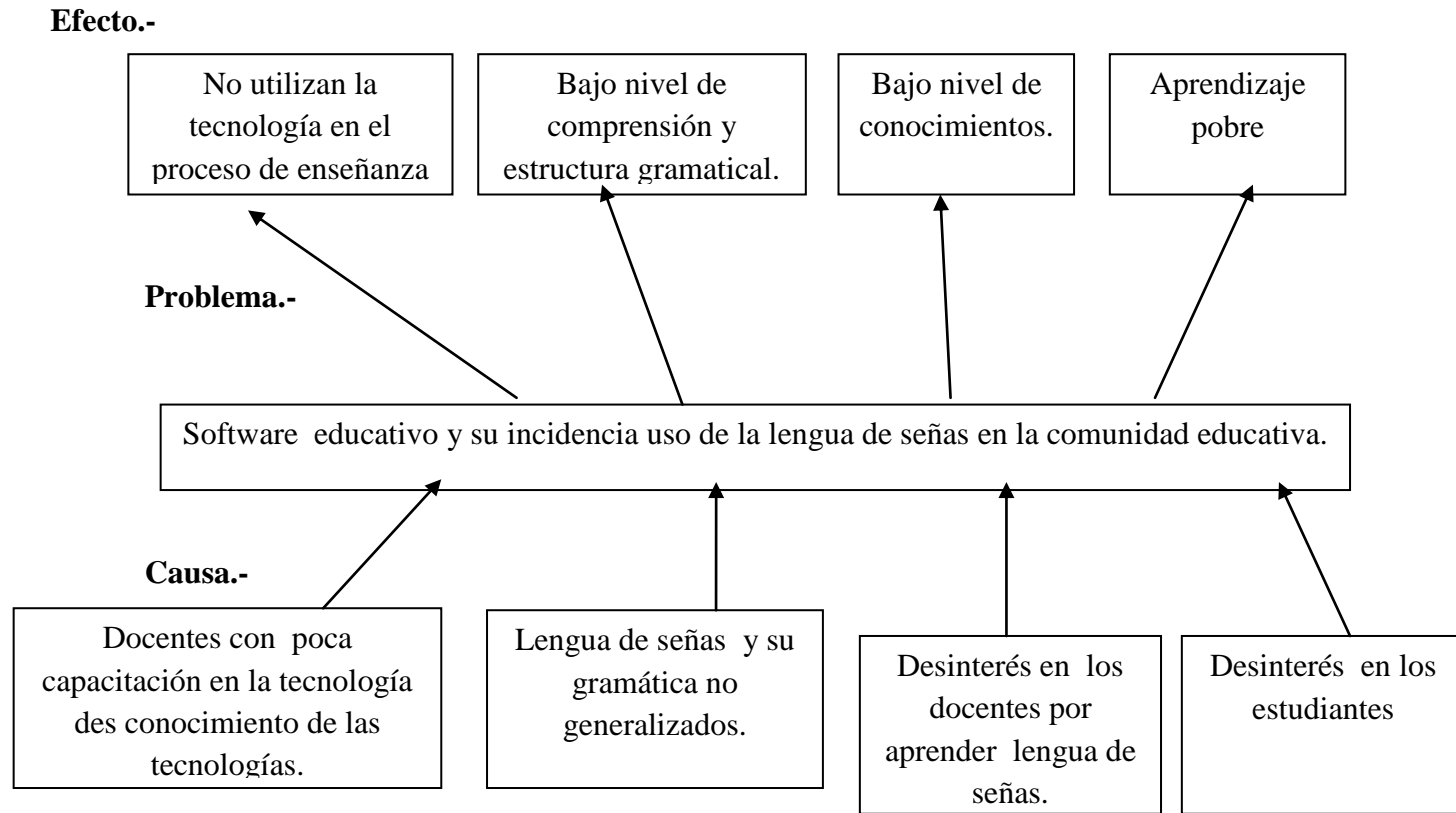 Efecto.-
No utilizan la
tecnología en el
proceso de enseñanza
Bajo nivel de
comprensión y
estructura gramatical.
Bajo nivel de
conocimientos.
Aprendizaje
pobre
Problema.-
Software  educativo y su incidencia uso de la lengua de señas en la comunidad educativa.
Causa.-
Docentes con  poca
capacitación en la tecnología
des conocimiento de las
tecnologías.
Lengua de señas  y su
gramática no
generalizados.
Desinterés en  los
docentes por
aprender  lengua de
señas.
Desinterés  en los
estudiantes